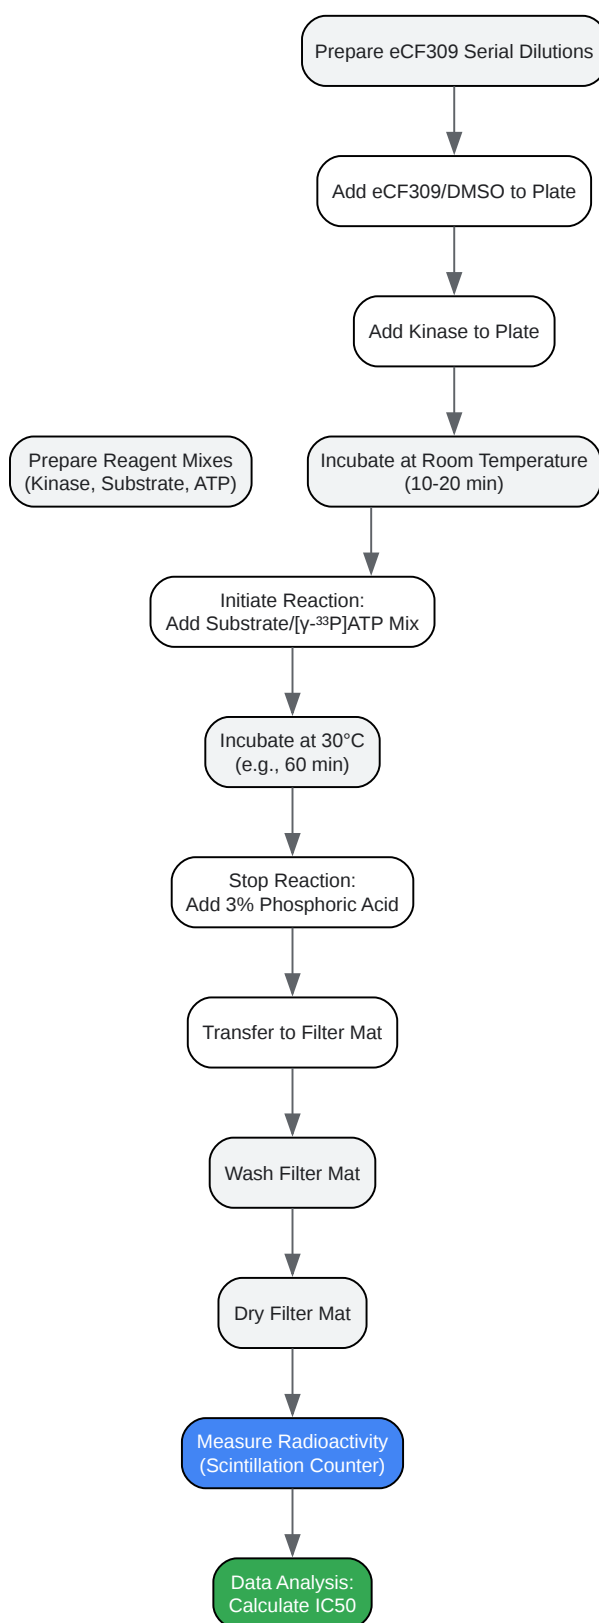 Prepare eCF309 Serial Dilutions
Add eCF309/DMSO to Plate
Add Kinase to Plate
Prepare Reagent Mixes
(Kinase, Substrate, ATP)
Incubate at Room Temperature
(10-20 min)
Initiate Reaction:
Add Substrate/[γ-³³P]ATP Mix
Incubate at 30°C
(e.g., 60 min)
Stop Reaction:
Add 3% Phosphoric Acid
Transfer to Filter Mat
Wash Filter Mat
Dry Filter Mat
Measure Radioactivity
(Scintillation Counter)
Data Analysis:
Calculate IC50